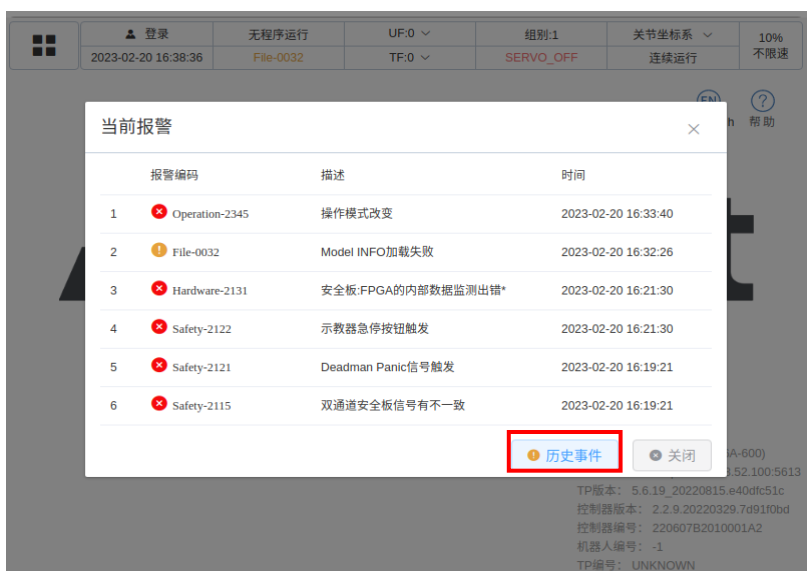 登录 无程序运行 UF:0 组别:1 关节坐标系 10%
2023-02-20 16:38:36 File-0032 TF:0 SERVO_OFF 连续运行 不限速
EN
h 帮助
当前报警
报警编码 描述 时间
1 Operation-2345 操作模式改变 2023-02-20 16:33:40
2 File-0032 Model INFO加载失败 2023-02-20 16:32:26
3 Hardware-2131 安全板:FPGA的内部数据监测出错* 2023-02-20 16:21:30
4 Safety-2122 示教器急停按钮触发 2023-02-20 16:21:30
5 Safety-2121 Deadman Panic信号触发 2023-02-20 16:19:21
6 Safety-2115 双通道安全板信号有不一致 2023-02-20 16:19:21
历史事件 关闭
A-600)
3.52.100:5613
TP版本： 5.6.19_20220815.e40dfc51c
控制器版本： 2.2.9.20220329.7d91f0bd
控制器编号： 220607B2010001A2
机器人编号： -1
TP编号： UNKNOWN